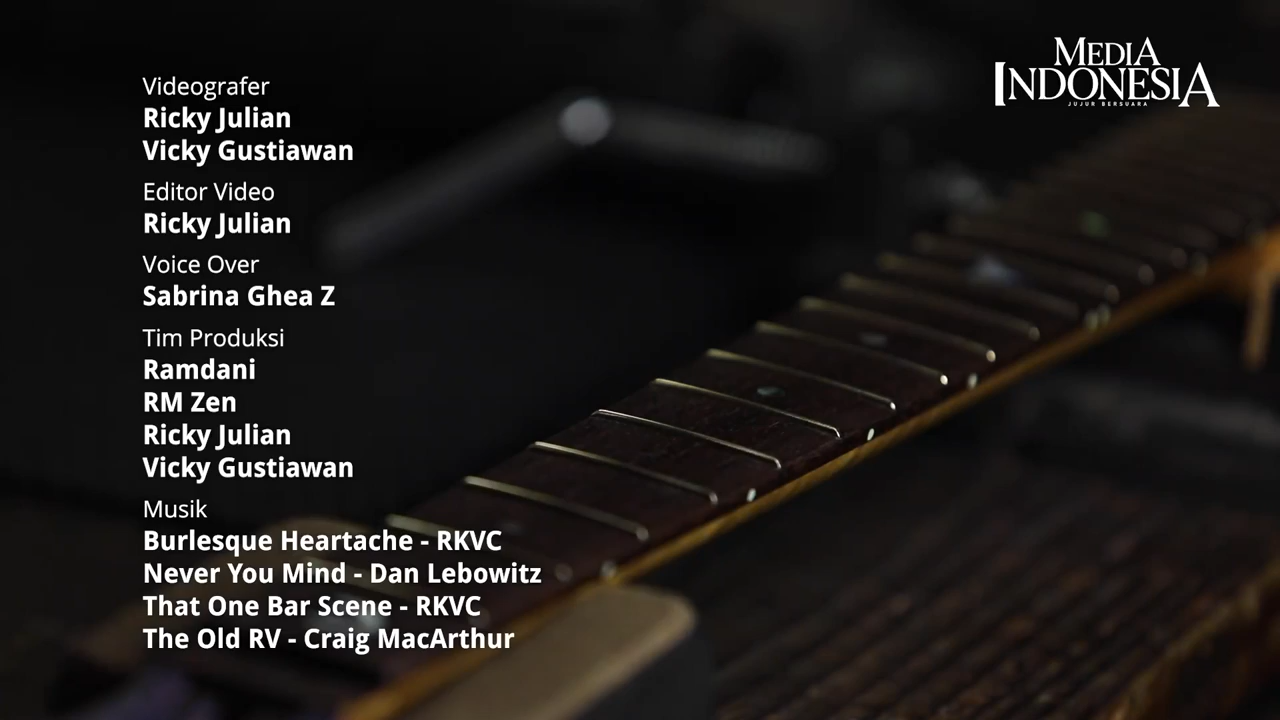 Videografer
Ricky Julian
Vicky Gustiawan
Editor Video
Ricky Julian
Voice Over
Sabrina Ghea Z
Tim Produksi
Ramdani
RM Zen
Ricky Julian
Vicky Gustiawan
Musik
Burlesque Heartache - RKVC
Never You Mind - Dan Lebowitz
That One Bar Scene - RKVC
The Old RV - Craig MacArthur
MEDIA
INDONESIA
JUJUR BERSUARA